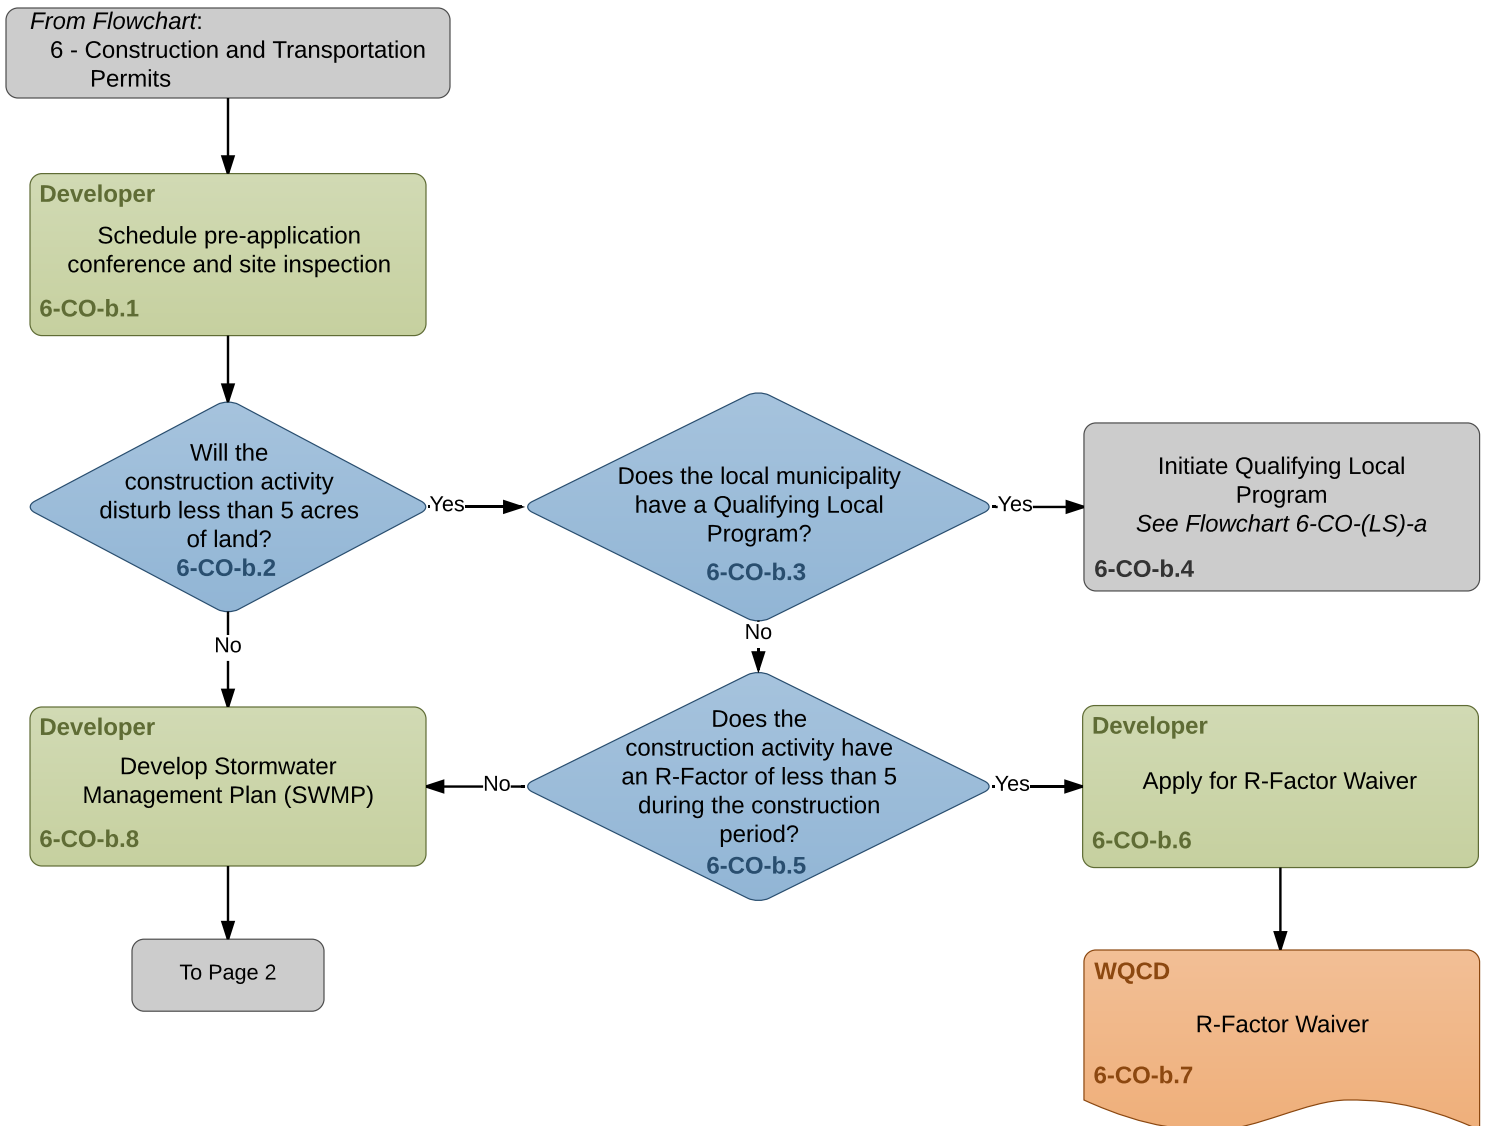 From Flowchart:
6 - Construction and Transportation
Permits
Developer
Schedule pre-application
conference and site inspection
6-CO-b.1
Will the
construction activity
disturb less than 5 acres
of land?
6-CO-b.2
Yes
Does the local municipality
have a Qualifying Local
Program?
6-CO-b.3
Yes
Initiate Qualifying Local
Program
See Flowchart 6-CO-(LS)-a
6-CO-b.4
No
No
Developer
Develop Stormwater
Management Plan (SWMP)
6-CO-b.8
No
Does the
construction activity have
an R-Factor of less than 5
during the construction
period?
6-CO-b.5
Yes
Developer
Apply for R-Factor Waiver
6-CO-b.6
To Page 2
WQCD
R-Factor Waiver
6-CO-b.7